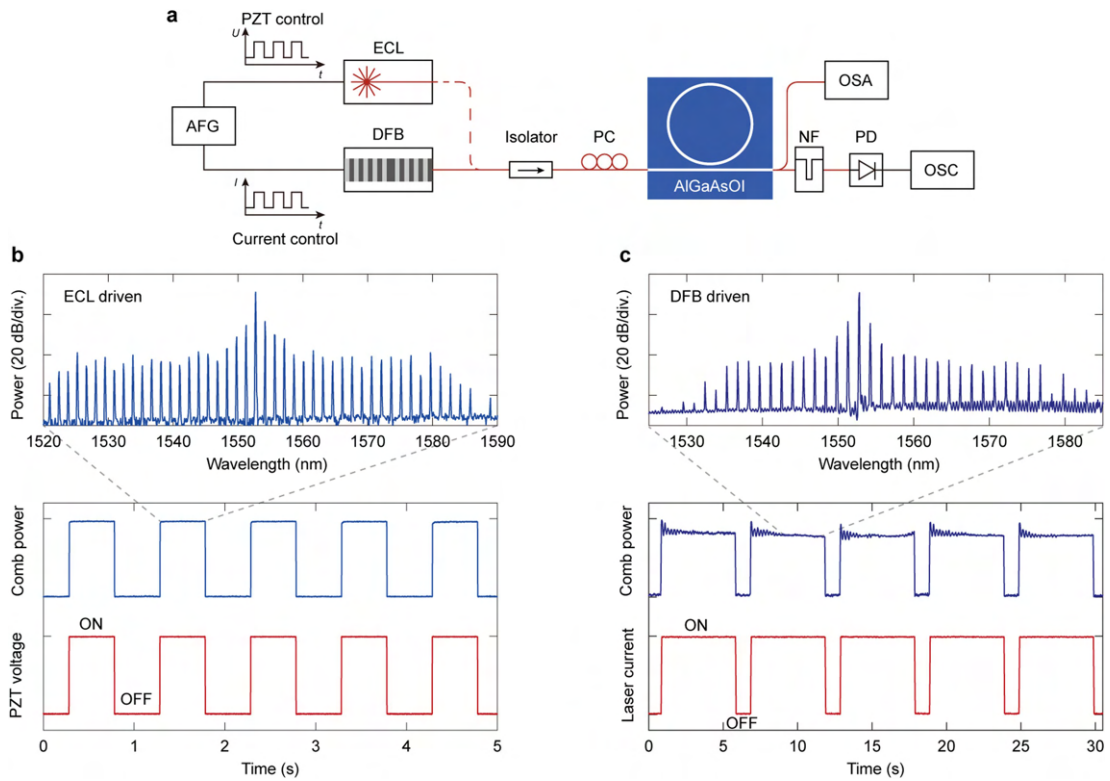 a
PZT control
U
t
ECL
AFG
DFB
I
t
Current control
Isolator
PC
AlGaAsOI
OSA
NF
PD
OSC
b
ECL driven
Power (20 dB/div.)
1520 1530 1540 1550 1560 1570 1580 1590
Wavelength (nm)
Comb power
PZT voltage
ON
OFF
0 1 2 3 4 5
Time (s)
c
DFB driven
Power (20 dB/div.)
1530 1540 1550 1560 1570 1580
Wavelength (nm)
Comb power
Laser current
ON
OFF
0 5 10 15 20 25 30
Time (s)